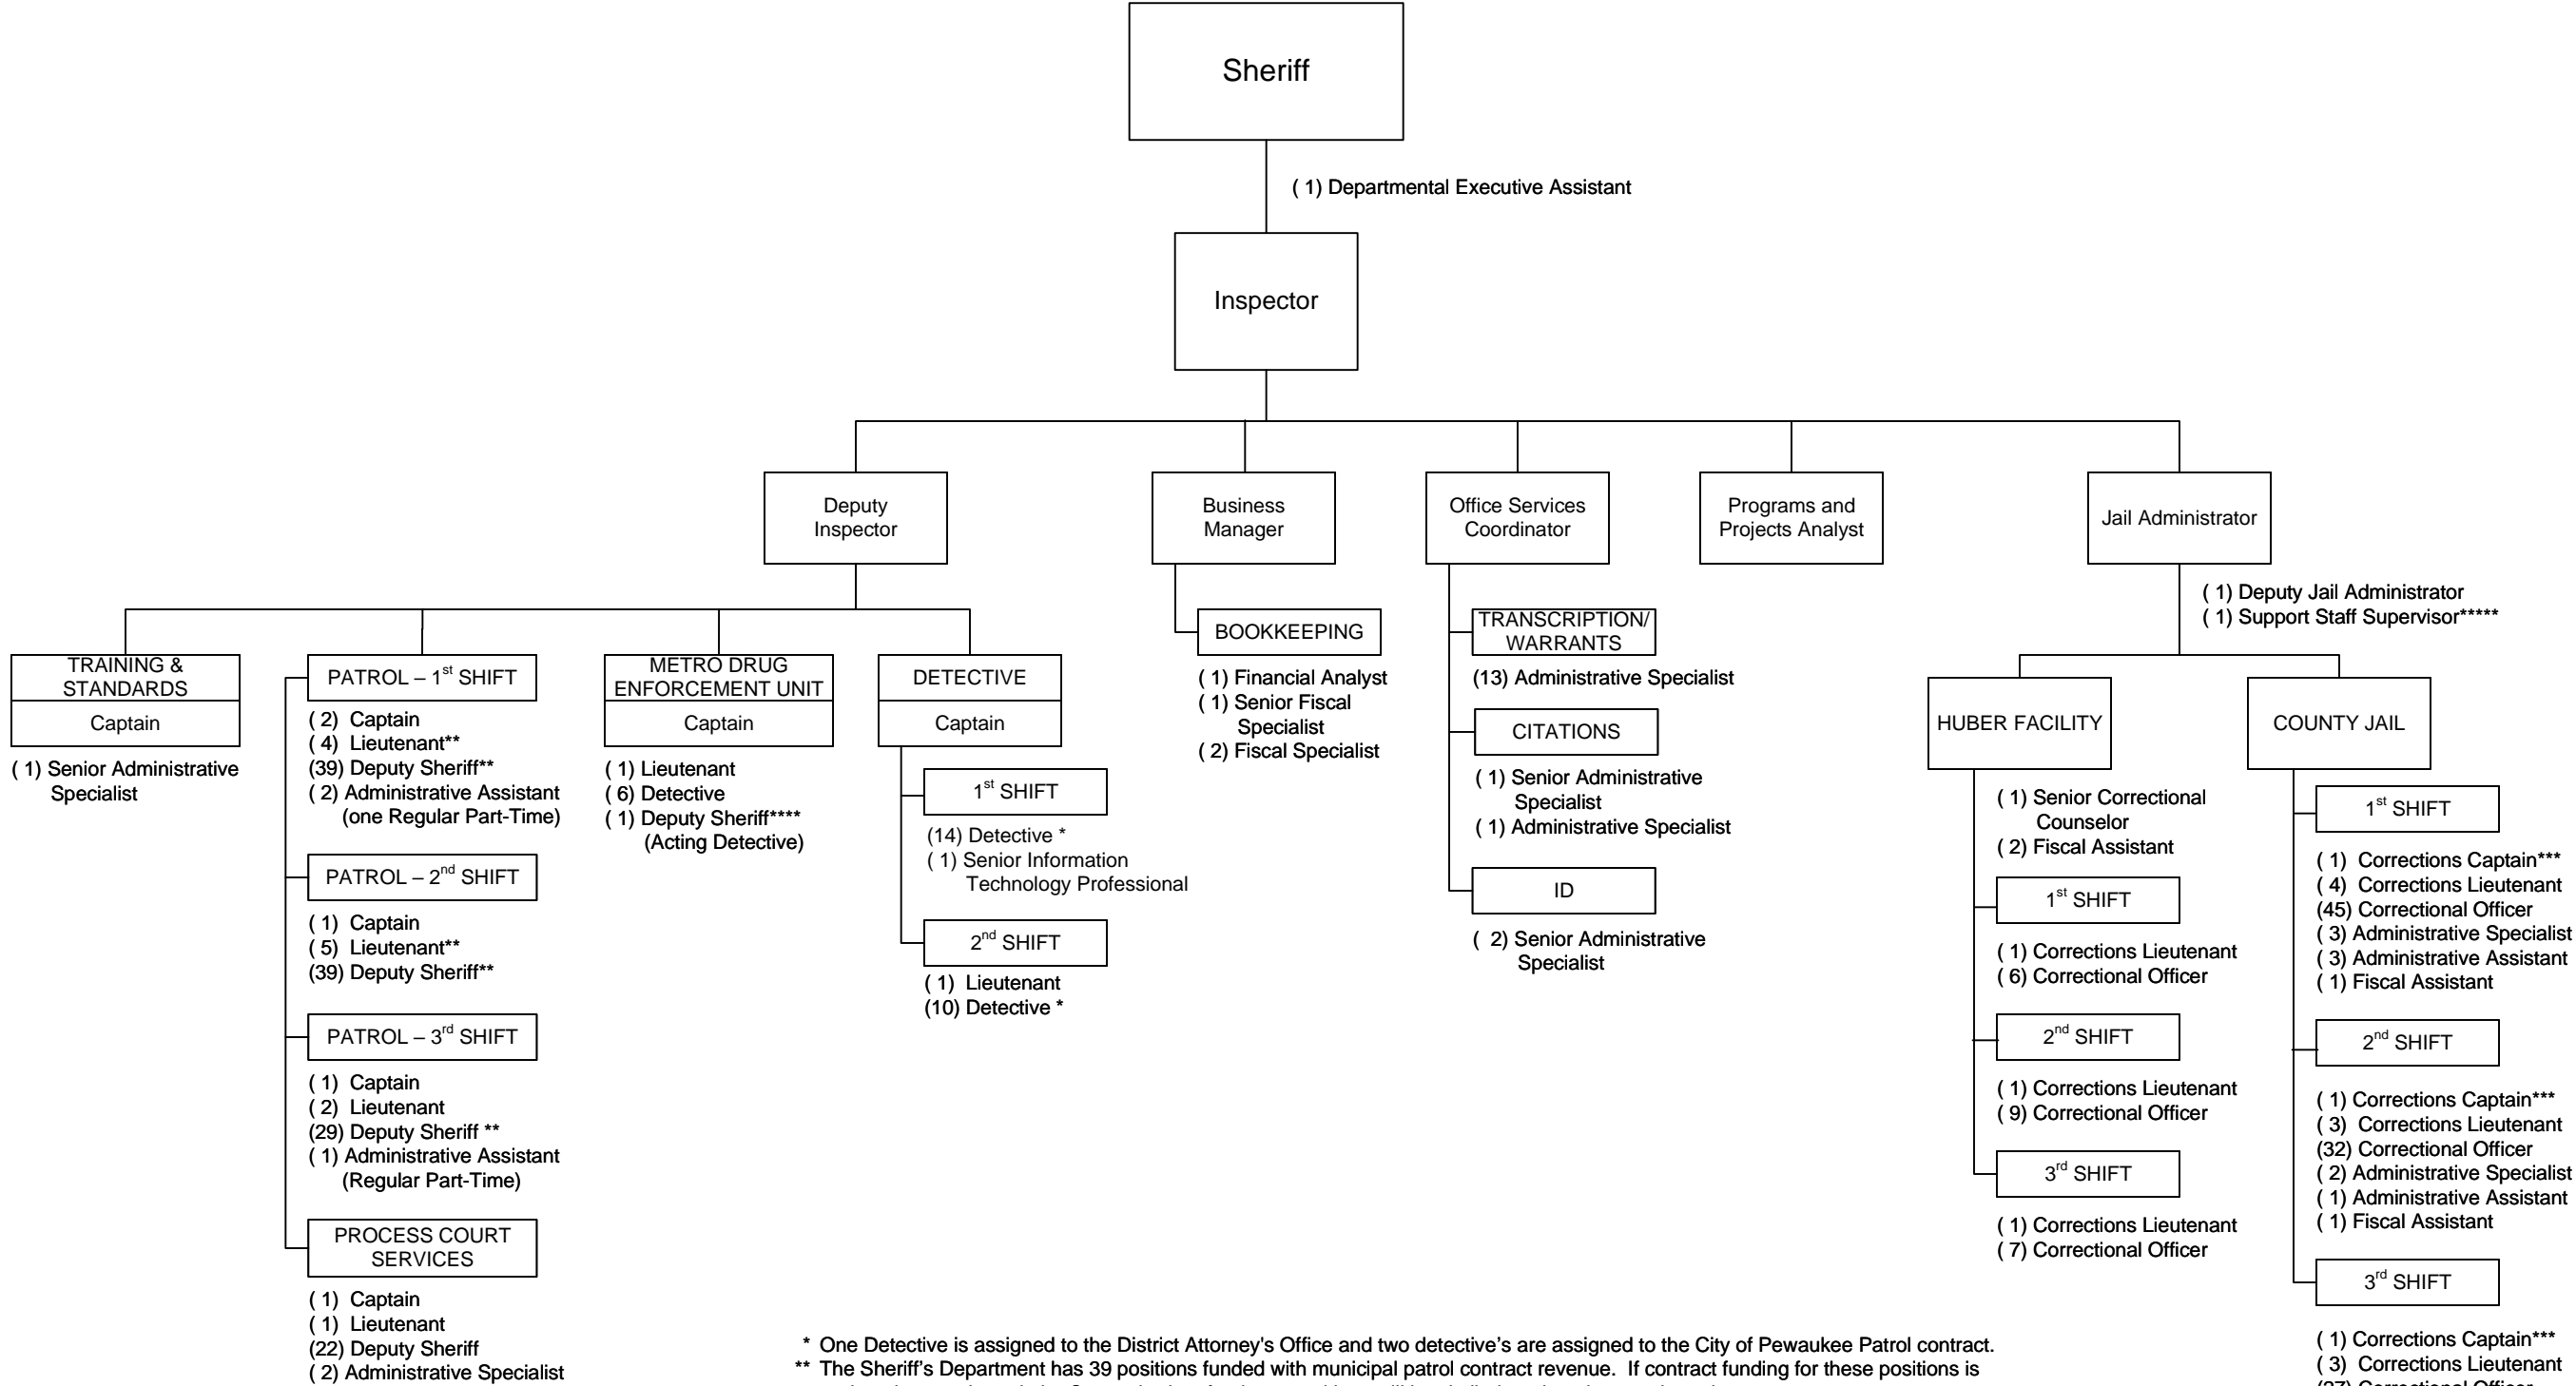 Sheriff
( 1) Departmental Executive Assistant
Inspector
Deputy
Inspector
Business
Manager
Office Services
Coordinator
Programs and
Projects Analyst
Jail Administrator
( 1) Deputy Jail Administrator
( 1) Support Staff Supervisor*****
TRAINING &
STANDARDS
Captain
( 1) Senior Administrative
Specialist
PATROL – 1st SHIFT
( 2) Captain
( 4) Lieutenant**
(39) Deputy Sheriff**
( 2) Administrative Assistant
(one Regular Part-Time)
PATROL – 2nd SHIFT
( 1) Captain
( 5) Lieutenant**
(39) Deputy Sheriff**
PATROL – 3rd SHIFT
( 1) Captain
( 2) Lieutenant
(29) Deputy Sheriff **
( 1) Administrative Assistant
(Regular Part-Time)
PROCESS COURT
SERVICES
( 1) Captain
( 1) Lieutenant
(22) Deputy Sheriff
( 2) Administrative Specialist
METRO DRUG
ENFORCEMENT UNIT
Captain
( 1) Lieutenant
( 6) Detective
( 1) Deputy Sheriff****
(Acting Detective)
DETECTIVE
Captain
1st SHIFT
(14) Detective *
( 1) Senior Information
Technology Professional
2nd SHIFT
( 1) Lieutenant
(10) Detective *
BOOKKEEPING
( 1) Financial Analyst
( 1) Senior Fiscal
Specialist
( 2) Fiscal Specialist
TRANSCRIPTION/
WARRANTS
(13) Administrative Specialist
CITATIONS
( 1) Senior Administrative
Specialist
( 1) Administrative Specialist
ID
( 2) Senior Administrative
Specialist
HUBER FACILITY
( 1) Senior Correctional
Counselor
( 2) Fiscal Assistant
1st SHIFT
( 1) Corrections Lieutenant
( 6) Correctional Officer
2nd SHIFT
( 1) Corrections Lieutenant
( 9) Correctional Officer
3rd SHIFT
( 1) Corrections Lieutenant
( 7) Correctional Officer
COUNTY JAIL
1st SHIFT
( 1) Corrections Captain***
( 4) Corrections Lieutenant
(45) Correctional Officer
( 3) Administrative Specialist
( 3) Administrative Assistant
( 1) Fiscal Assistant
2nd SHIFT
( 1) Corrections Captain***
( 3) Corrections Lieutenant
(32) Correctional Officer
( 2) Administrative Specialist
( 1) Administrative Assistant
( 1) Fiscal Assistant
3rd SHIFT
( 1) Corrections Captain***
( 3) Corrections Lieutenant
* One Detective is assigned to the District Attorney's Office and two detective's are assigned to the City of Pewaukee Patrol contract.
** The Sheriff's Department has 39 positions funded with municipal patrol contract revenue. If contract funding for these positions is